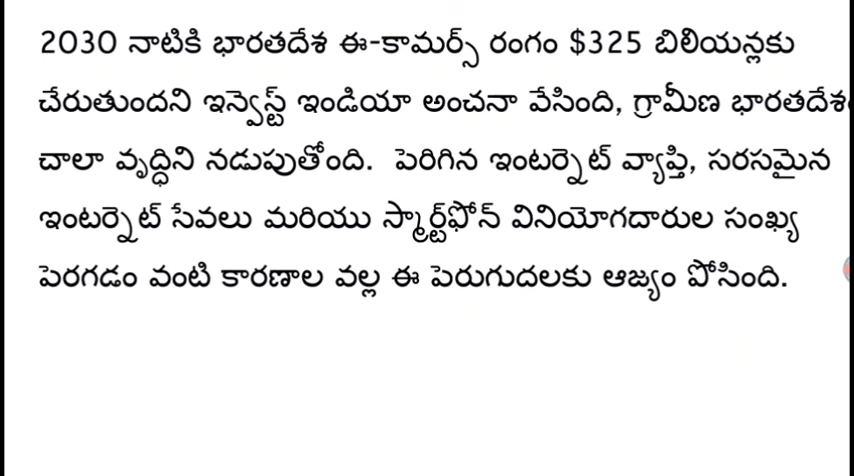 2030 నాటికి భారతదేశ ఈ-కామర్స్ రంగం $325 బిలియన్లకు
చేరుతుందని ఇన్వెస్ట్ ఇండియా అంచనా వేసింది, గ్రామీణ భారతదేశం
చాలా వృద్ధిని నడుపుతోంది. పెరిగిన ఇంటర్నెట్ వ్యాప్తి, సరసమైన
ఇంటర్నెట్ సేవలు మరియు స్మార్ట్‌ఫోన్ వినియోగదారుల సంఖ్య
పెరగడం వంటి కారణాల వల్ల ఈ పెరుగుదలకు ఆజ్యం పోసింది.